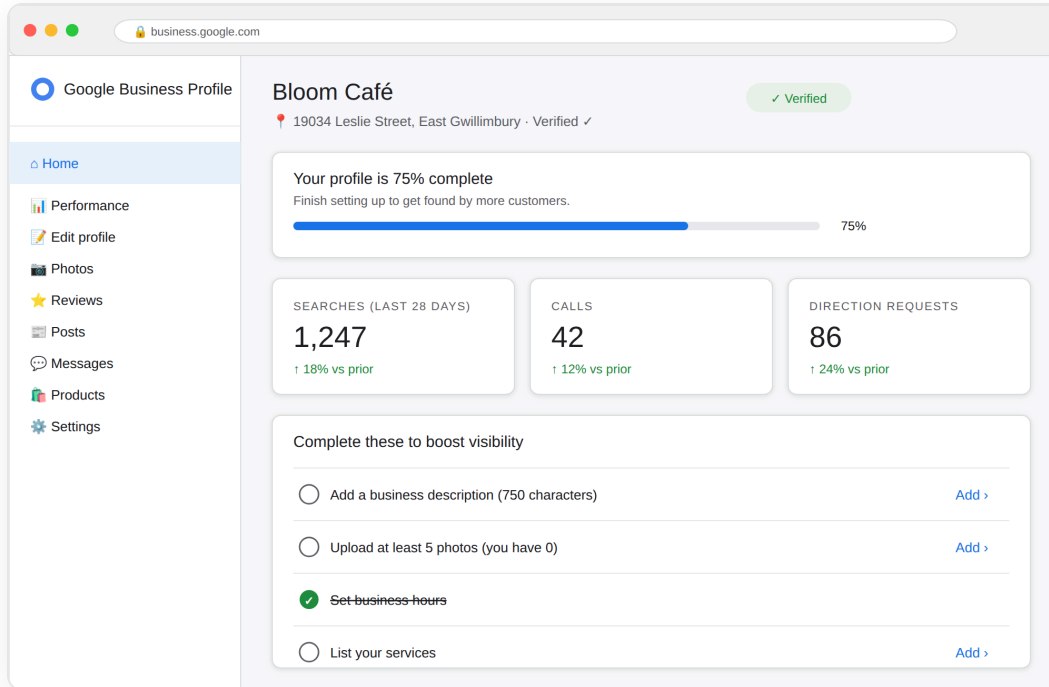 🔒 business.google.com
Google Business Profile
⌂ Home
📊 Performance
📝 Edit profile
📷 Photos
⭐ Reviews
📰 Posts
💬 Messages
🛍️ Products
⚙️ Settings
Bloom Café
📍 19034 Leslie Street, East Gwillimbury · Verified ✓
✓ Verified
Your profile is 75% complete
Finish setting up to get found by more customers.
75%
SEARCHES (LAST 28 DAYS)
1,247
↑ 18% vs prior
CALLS
42
↑ 12% vs prior
DIRECTION REQUESTS
86
↑ 24% vs prior
Complete these to boost visibility
Add a business description (750 characters) Add ›
Upload at least 5 photos (you have 0) Add ›
✓ Set business hours
List your services Add ›